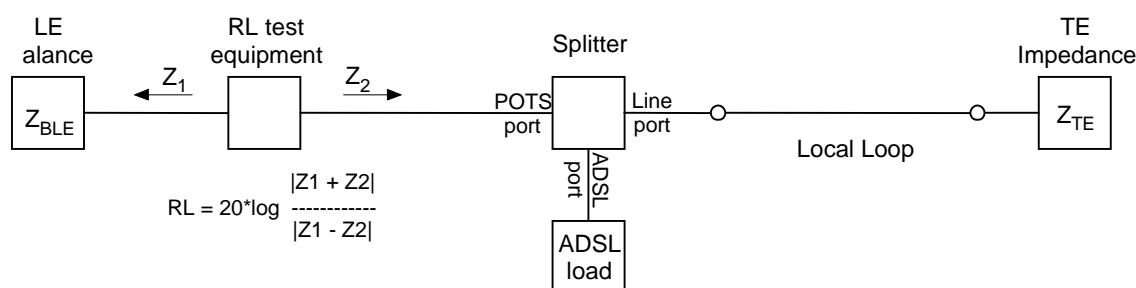 LE
alance
RL test
equipment
Splitter
TE
Impedance
Z1
Z2
ZBLE
POTS
port
Line
port
ZTE
Local Loop
ADSL
port
RL = 20*log
|Z1 + Z2|
------------
|Z1 - Z2|
ADSL
load